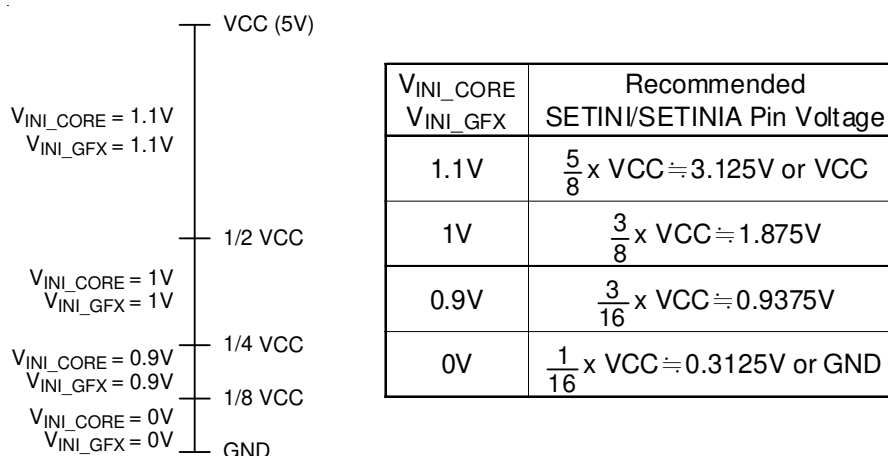 VCC (5V)
VINI_CORE = 1.1V
VINI_GFX = 1.1V
1/2 VCC
VINI_CORE = 1V
VINI_GFX = 1V
1/4 VCC
VINI_CORE = 0.9V
VINI_GFX = 0.9V
1/8 VCC
VINI_CORE = 0V
VINI_GFX = 0V
GND
VINI_CORE
VINI_GFX
Recommended
SETINI/SETINIA Pin Voltage
1.1V
5/8 x VCC≒3.125V or VCC
1V
3/8 x VCC≒1.875V
0.9V
3/16 x VCC≒0.9375V
0V
1/16 x VCC≒0.3125V or GND